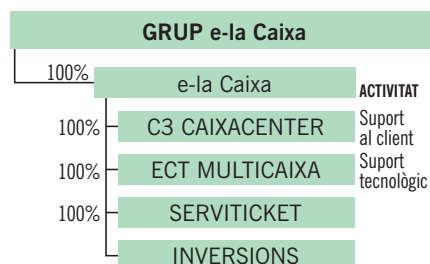 GRUP e-la Caixa
100%
e-la Caixa
ACTIVITAT
100%
C3 CAIXACENTER
Suport
al client
100%
ECT MULTICAIXA
Suport
tecnològic
100%
SERVITICKET
INVERSIONS